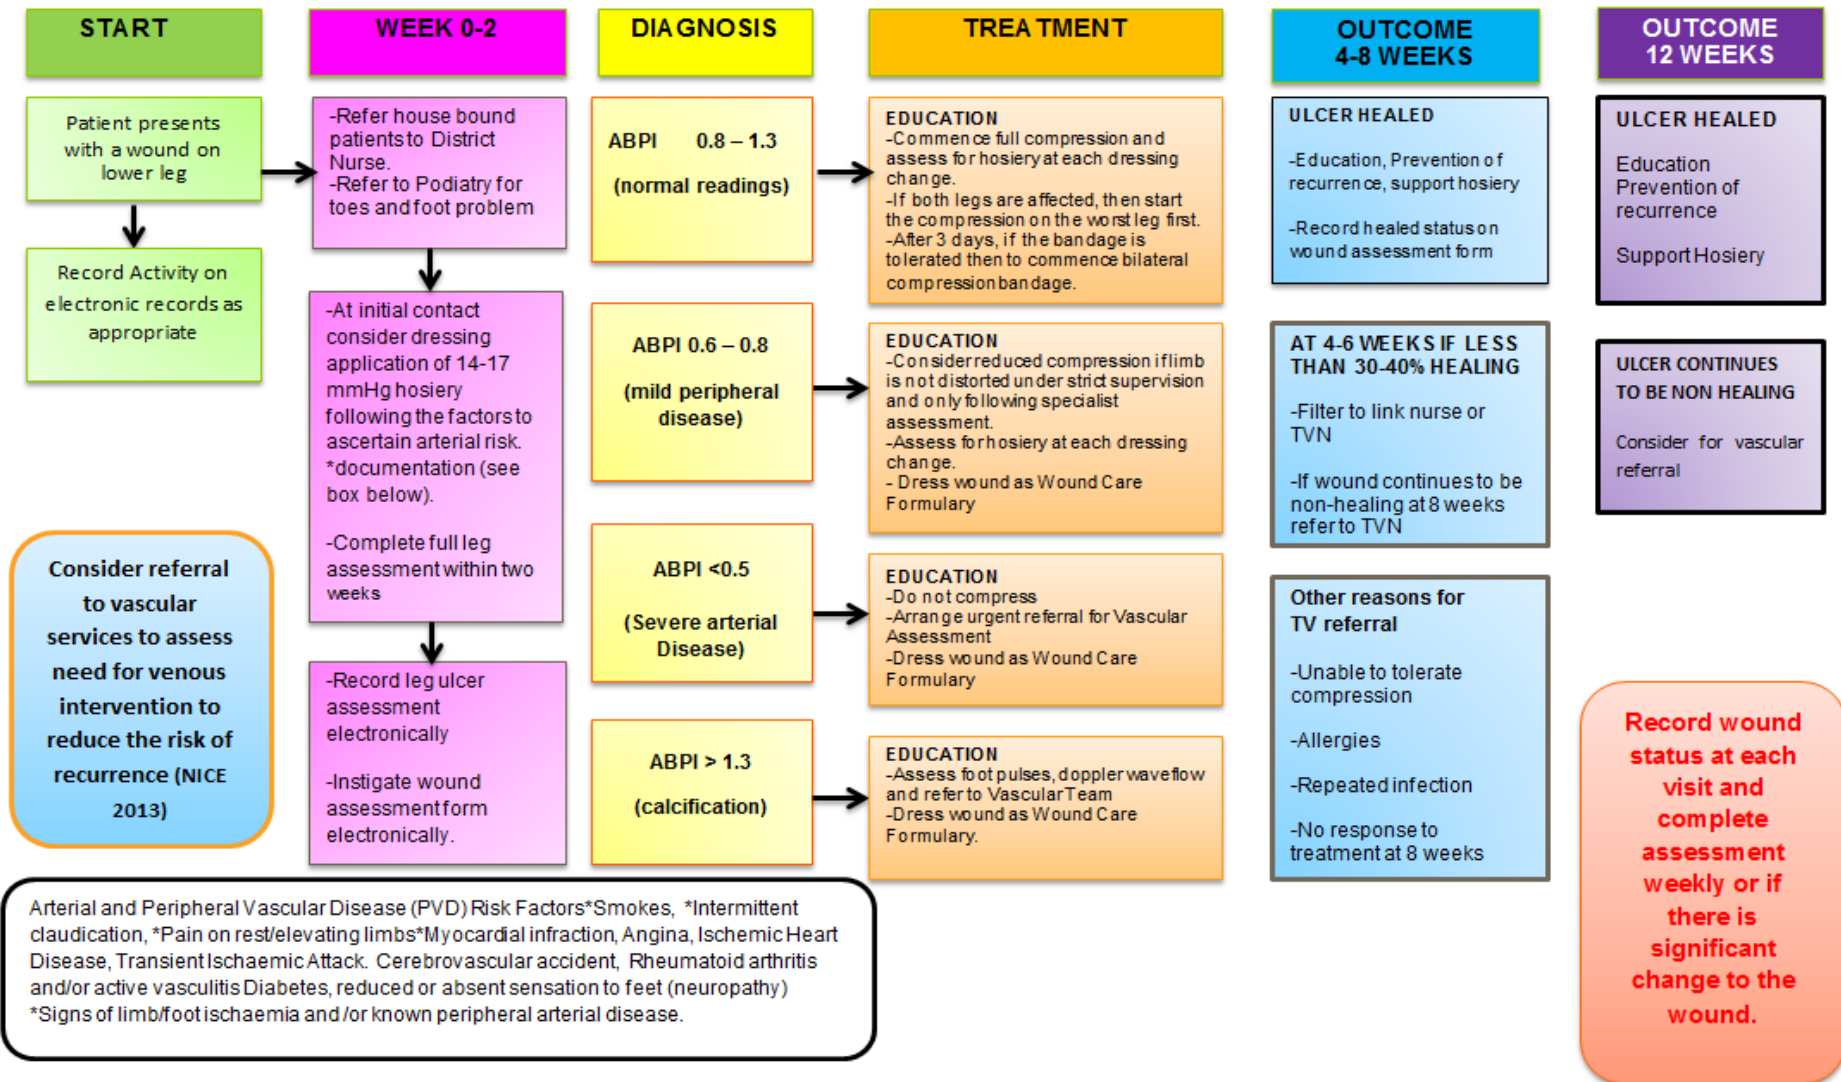 START
WEEK 0-2
DIAGNOSIS
TREATMENT
OUTCOME
4-8 WEEKS
OUTCOME
12 WEEKS
Patient presents
with a wound on
lower leg
Record Activity on
electronic records as
appropriate
Consider referral
to vascular
services to assess
need for venous
intervention to
reduce the risk of
recurrence (NICE
2013)
-Refer house bound
patients to District
Nurse.
-Refer to Podiatry for
toes and foot problem
-At initial contact
consider dressing
application of 14-17
mmHg hosiery
following the factors to
ascertain arterial risk.
*documentation (see
box below).
-Complete full leg
assessment within two
weeks
-Record leg ulcer
assessment
electronically
-Instigate wound
assessment form
electronically.
ABPI 0.8 – 1.3
(normal readings)
ABPI 0.6 – 0.8
(mild peripheral
disease)
ABPI <0.5
(Severe arterial
Disease)
ABPI > 1.3
(calcification)
EDUCATION
-Commence full compression and
assess for hosiery at each dressing
change.
-If both legs are affected, then start
the compression on the worst leg first.
-After 3 days, if the bandage is
tolerated then to commence bilateral
compression bandage.
EDUCATION
-Consider reduced compression if limb
is not distorted under strict supervision
and only following specialist
assessment.
-Assess for hosiery at each dressing
change.
- Dress wound as Wound Care
Formulary
EDUCATION
-Do not compress
-Arrange urgent referral for Vascular
Assessment
-Dress wound as Wound Care
Formulary
EDUCATION
-Assess foot pulses, doppler waveflow
and refer to Vascular Team
-Dress wound as Wound Care
Formulary.
ULCER HEALED
-Education, Prevention of
recurrence, support hosiery
-Record healed status on
wound assessment form
AT 4-6 WEEKS IF LESS
THAN 30-40% HEALING
-Filter to link nurse or
TVN
-If wound continues to be
non-healing at 8 weeks
refer to TVN
Other reasons for
TV referral
-Unable to tolerate
compression
-Allergies
-Repeated infection
-No response to
treatment at 8 weeks
ULCER HEALED
Education
Prevention of
recurrence
Support Hosiery
ULCER CONTINUES
TO BE NON HEALING
Consider for vascular
referral
Record wound
status at each
visit and
complete
assessment
weekly or if
there is
significant
change to the
wound.
Arterial and Peripheral Vascular Disease (PVD) Risk Factors*Smokes, *Intermittent
claudication, *Pain on rest/elevating limbs*Myocardial infraction, Angina, Ischemic Heart
Disease, Transient Ischaemic Attack. Cerebrovascular accident, Rheumatoid arthritis
and/or active vasculitis Diabetes, reduced or absent sensation to feet (neuropathy)
*Signs of limb/foot ischaemia and /or known peripheral arterial disease.